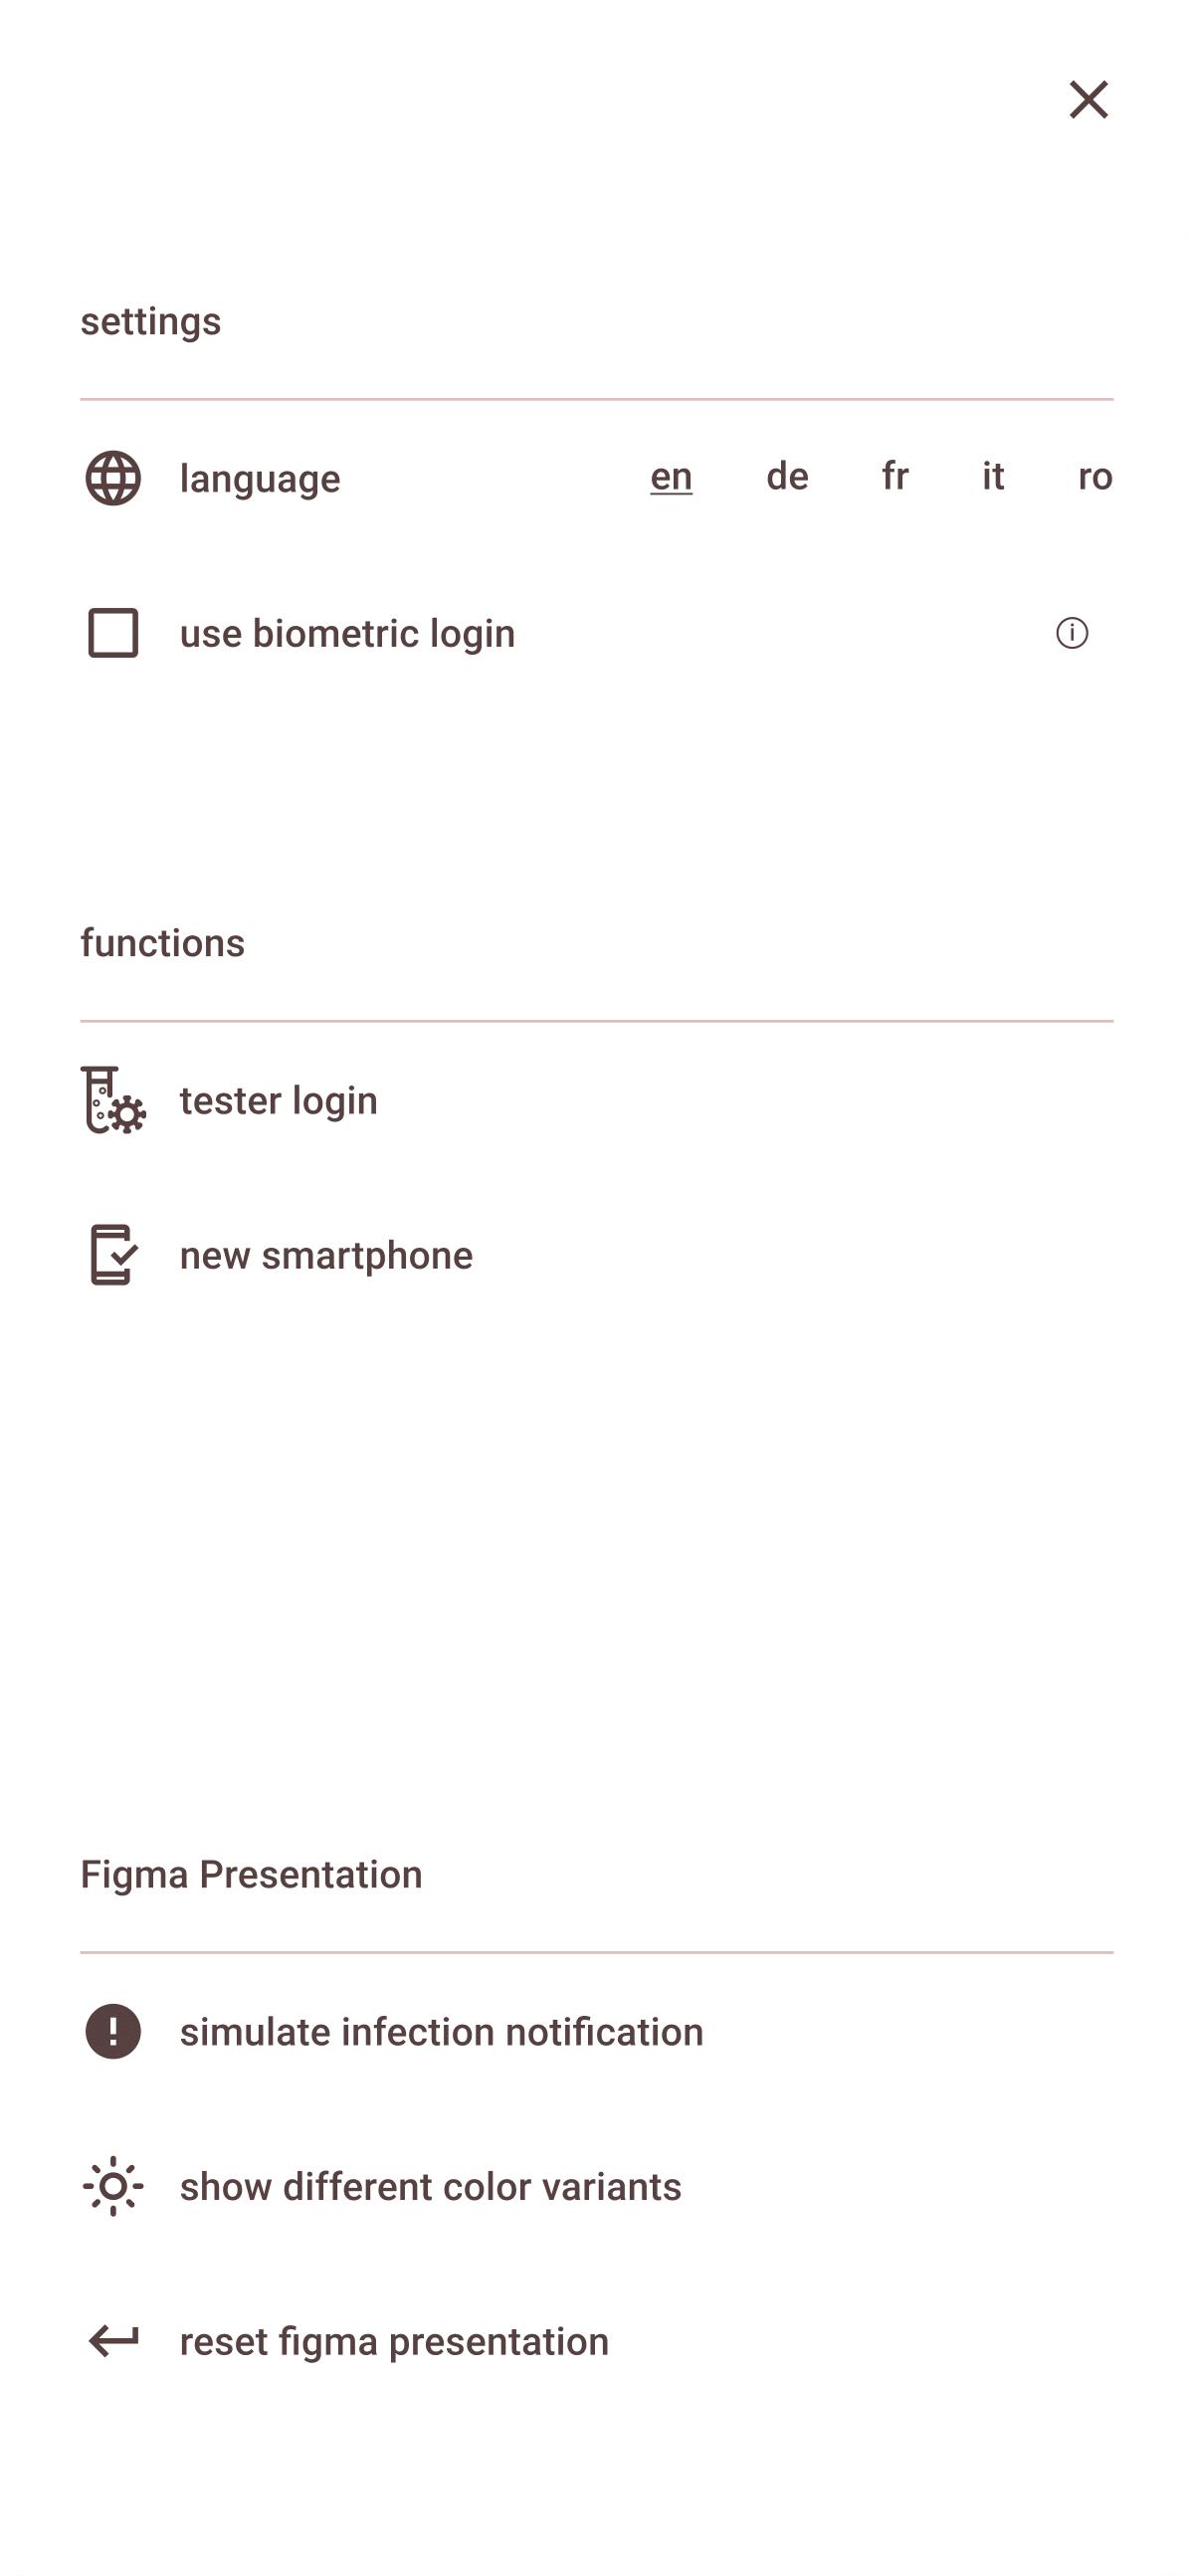 settings
language en de fr it ro
use biometric login
functions
tester login
new smartphone
Figma Presentation
simulate infection notification
show different color variants
reset figma presentation